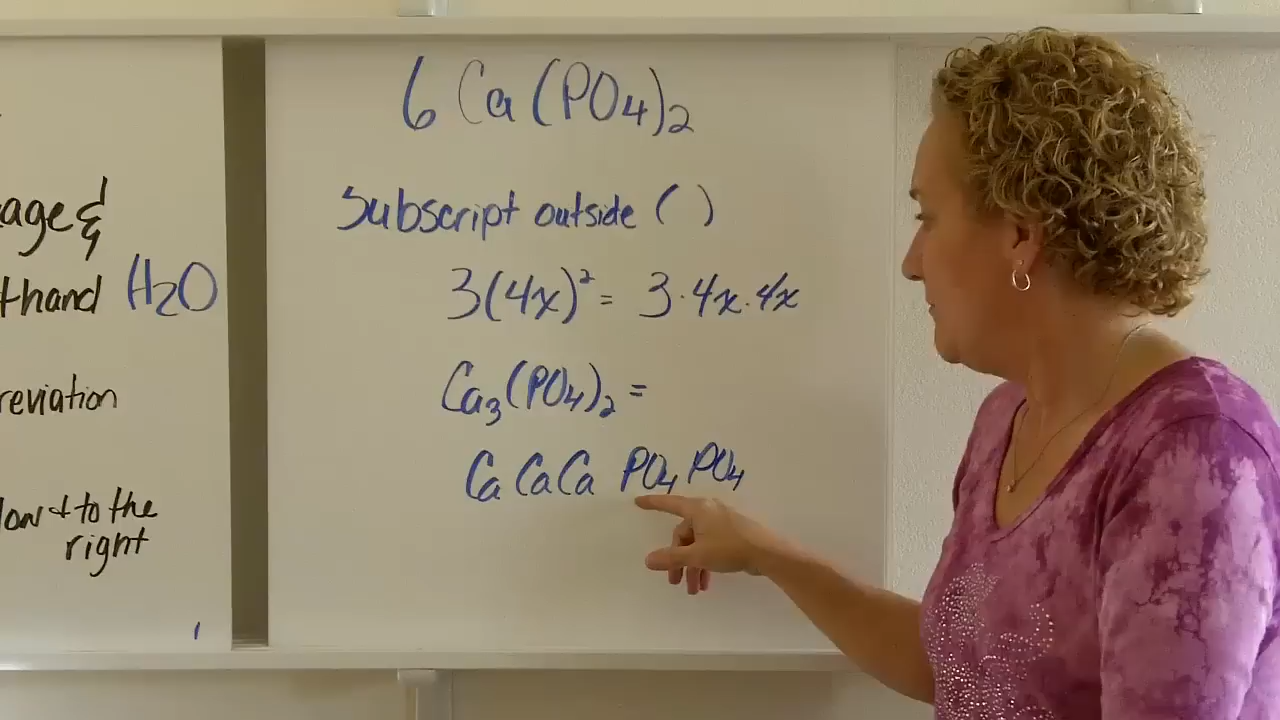 age &
thand H₂O
reviation
low & to the
right
6 Ca(PO₄)₂
Subscript outside ( )
3(4x)² = 3·4x·4x
Ca₃(PO₄)₂ =
Ca Ca Ca PO₄ PO₄